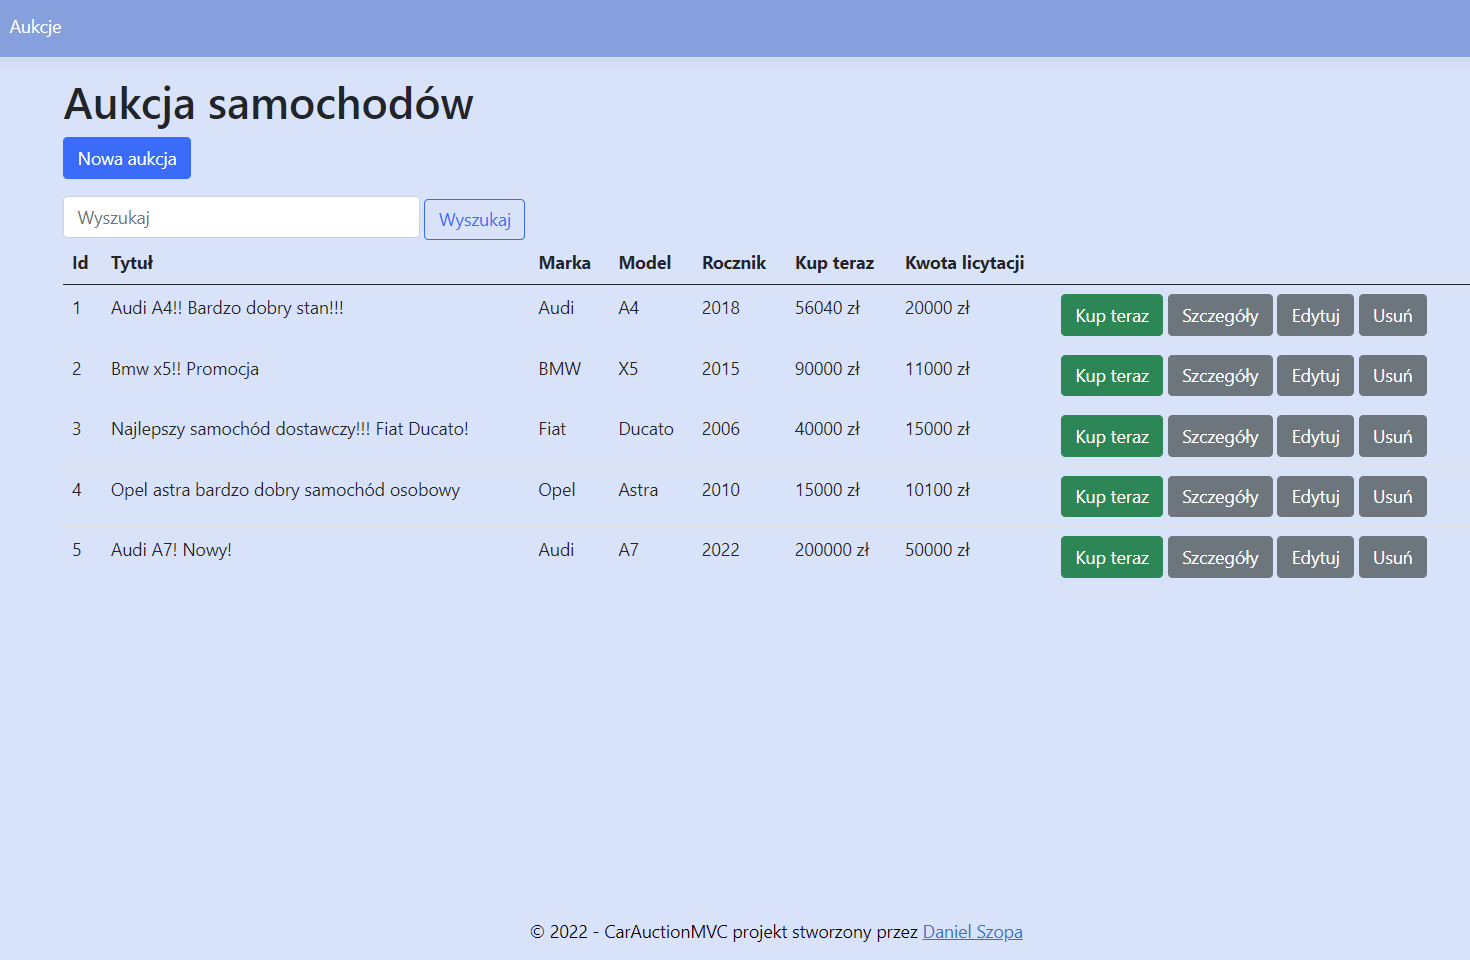 Aukcje
Aukcja samochodów
Nowa aukcja
Wyszukaj Wyszukaj
Id Tytuł Marka Model Rocznik Kup teraz Kwota licytacji
1 Audi A4!! Bardzo dobry stan!!! Audi A4 2018 56040 zł 20000 zł Kup teraz Szczegóły Edytuj Usuń
2 Bmw x5!! Promocja BMW X5 2015 90000 zł 11000 zł Kup teraz Szczegóły Edytuj Usuń
3 Najlepszy samochód dostawczy!!! Fiat Ducato! Fiat Ducato 2006 40000 zł 15000 zł Kup teraz Szczegóły Edytuj Usuń
4 Opel astra bardzo dobry samochód osobowy Opel Astra 2010 15000 zł 10100 zł Kup teraz Szczegóły Edytuj Usuń
5 Audi A7! Nowy! Audi A7 2022 200000 zł 50000 zł Kup teraz Szczegóły Edytuj Usuń
© 2022 - CarAuctionMVC projekt stworzony przez Daniel Szopa